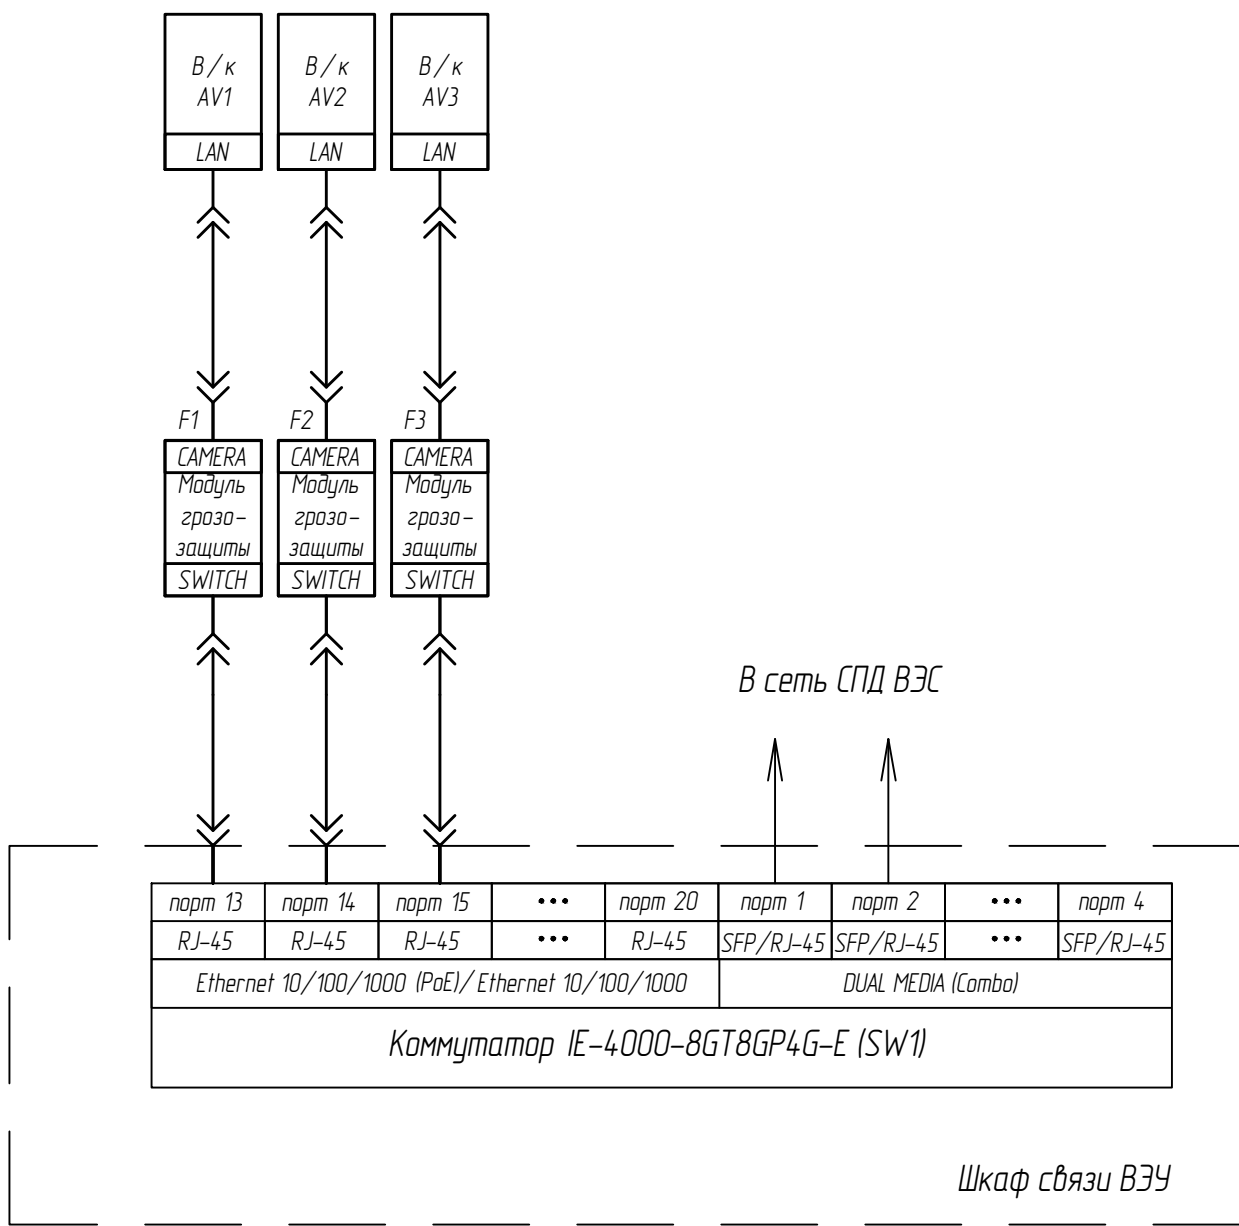 В/к
AV1
LAN
В/к
AV2
LAN
В/к
AV3
LAN
F1
CAMERA
Модуль
грозо-
защиты
SWITCH
F2
CAMERA
Модуль
грозо-
защиты
SWITCH
F3
CAMERA
Модуль
грозо-
защиты
SWITCH
В сеть СПД ВЭС
порт 13 порт 14 порт 15 ••• порт 20 порт 1 порт 2 ••• порт 4
RJ-45 RJ-45 RJ-45 ••• RJ-45 SFP/RJ-45 SFP/RJ-45 ••• SFP/RJ-45
Ethernet 10/100/1000 (PoE)/ Ethernet 10/100/1000 DUAL MEDIA (Combo)
Коммутатор IE-4000-8GT8GP4G-E (SW1)
Шкаф связи ВЭУ